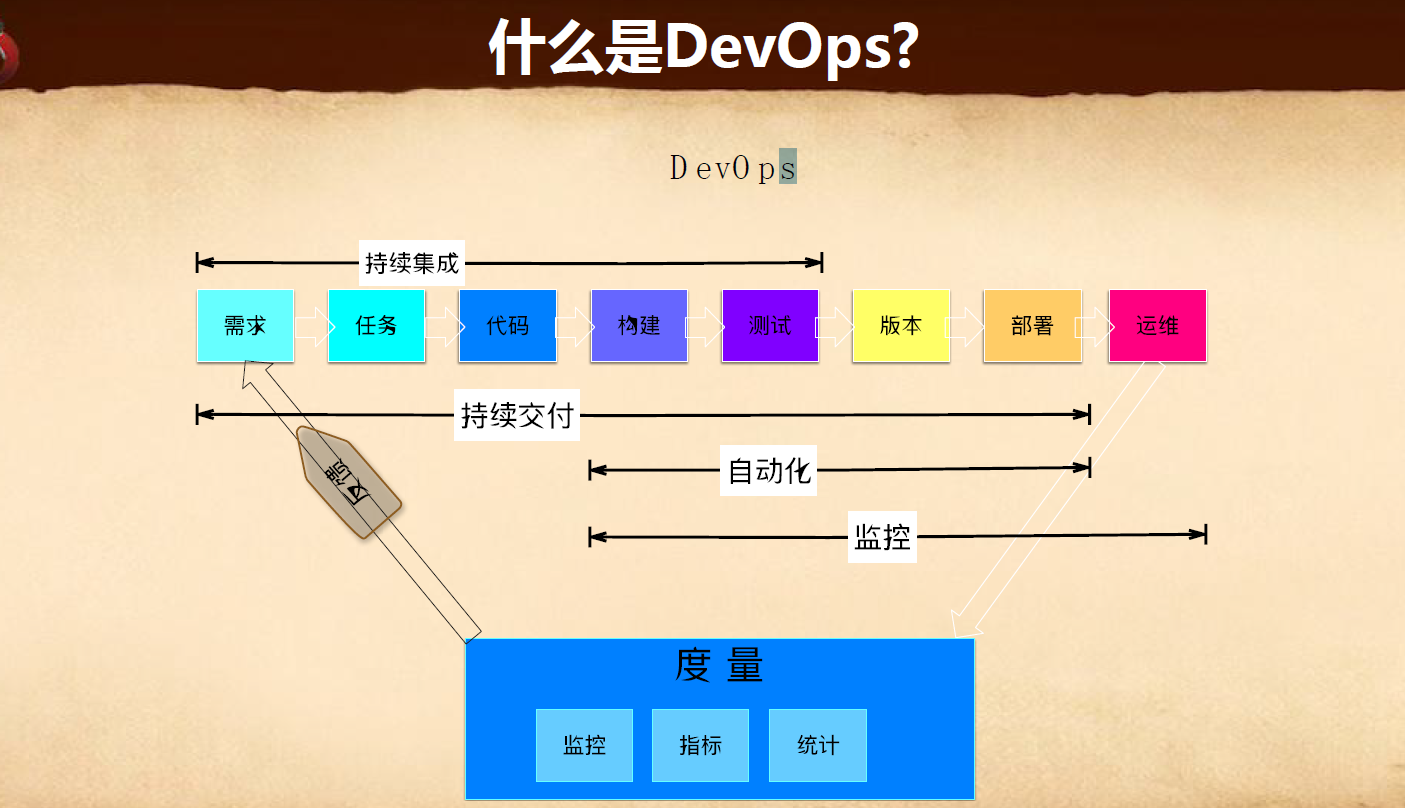 什么是DevOps?
DevOps
持续集成
需求
任务
代码
构建
测试
版本
部署
运维
持续交付
自动化
反馈
监控
度量
监控
指标
统计